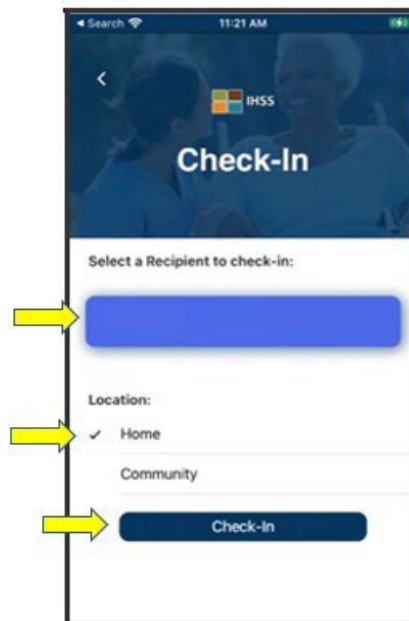 Search 11:21 AM
IHSS
Check-In
Select a Recipient to check-in:
Location:
Home
Community
Check-In